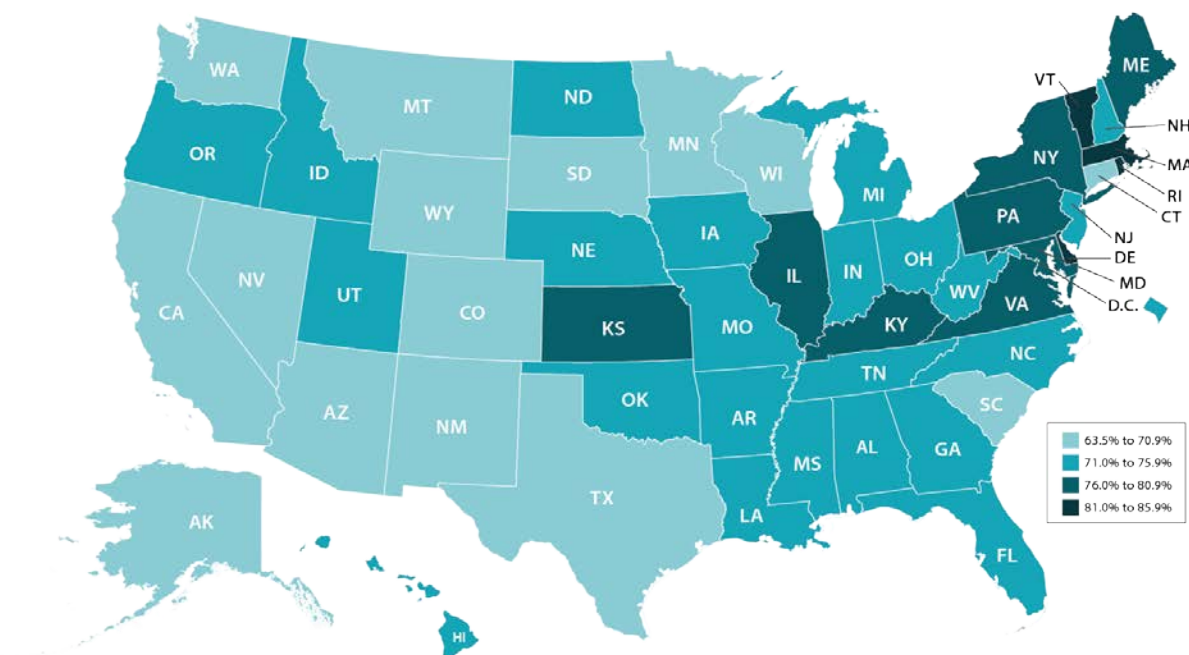 WA
MT
ND
MN
ME
VT
NH
OR
ID
SD
WI
NY
MA
WY
MI
RI
CT
IA
PA
NE
NJ
NV
UT
IL
IN
OH
DE
CA
CO
WV
MD
KS
MO
KY
VA
D.C.
NC
TN
AZ
OK
AR
SC
NM
MS
AL
GA
TX
LA
FL
AK
HI
63.5% to 70.9%
71.0% to 75.9%
76.0% to 80.9%
81.0% to 85.9%